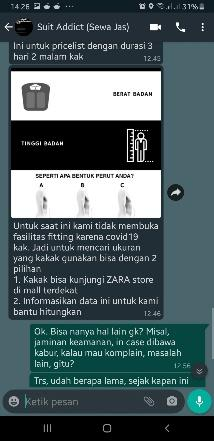 14.26
31%
Suit Addict (Sewa Jas)
Ini untuk pricelist dengan durasi 3
hari 2 malam kak
12.45
BERAT BADAN
TINGGI BADAN
SEPERTI APA BENTUK PERUT ANDA?
A B C
Untuk saat ini kami tidak membuka
fasilitas fitting karena covid19
kak. Jadi untuk mencari ukuran
yang kakak gunakan bisa dengan 2
pilihan
1. Kakak bisa kunjungi ZARA store
di mall terdekat
2. Informasikan data ini untuk kami
bantu hitungkan
12.46
Ok. Bisa nanya hal lain gk? Misal,
jaminan keamanan, in case dibawa
kabur, kalau mau komplain, masalah
lain, gitu?
12.56
Trs, udah berapa lama, sejak kapan ini
Ketik pesan